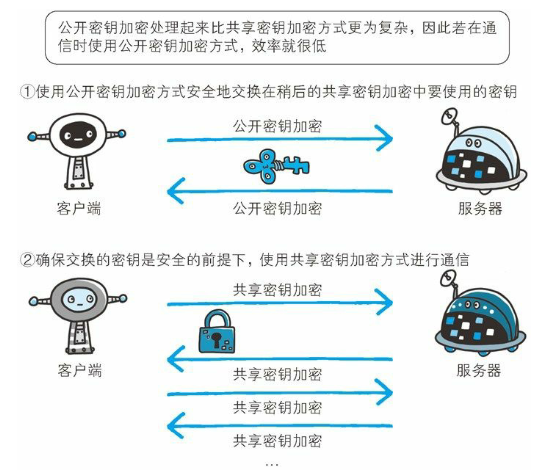 公开密钥加密处理起来比共享密钥加密方式更为复杂，因此若在通
信时使用公开密钥加密方式，效率就很低
①使用公开密钥加密方式安全地交换在稍后的共享密钥加密中要使用的密钥
公开密钥加密
公开密钥加密
客户端
服务器
②确保交换的密钥是安全的前提下，使用共享密钥加密方式进行通信
共享密钥加密
客户端
服务器
共享密钥加密
共享密钥加密
共享密钥加密
…